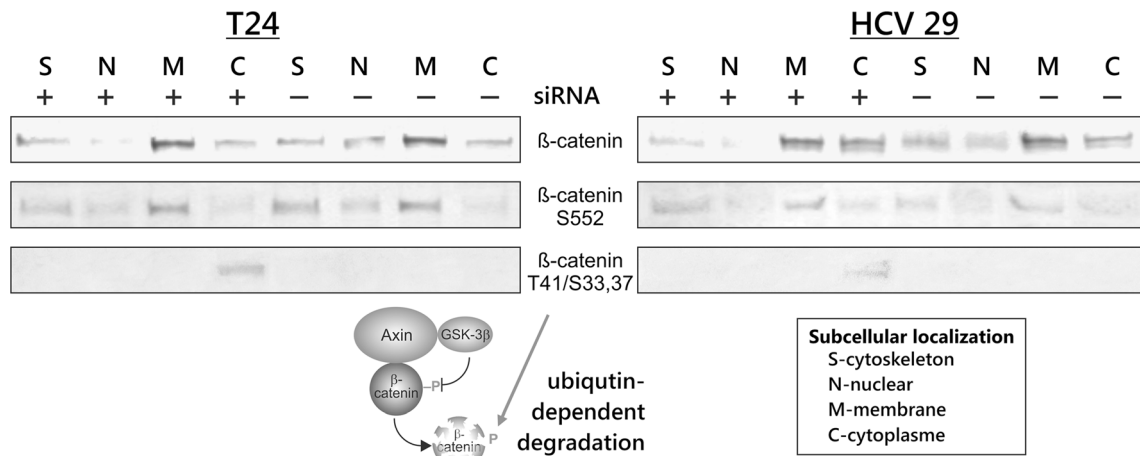 T24
HCV 29
S N M C S N M C
S N M C S N M C
+ + + + – – – –
siRNA
+ + + + – – – –
ß-catenin
ß-catenin
S552
ß-catenin
T41/S33,37
Axin
GSK-3β
β-
catenin
–P
β-
catenin
P
ubiqutin-
dependent
degradation
Subcellular localization
S-cytoskeleton
N-nuclear
M-membrane
C-cytoplasme